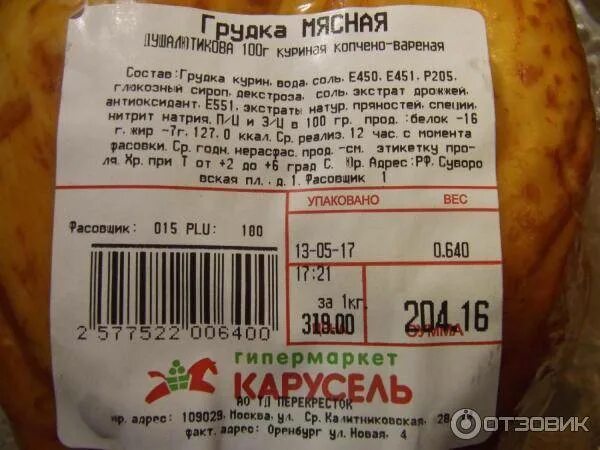 Грудка МЯСНАЯ
ДУШАЛЮТИКОВА 100г куриная копчено-вареная
Состав:Грудка курин, вода, соль, Е450, Е451, Р205,
глюкозный сироп, декстроза, соль, экстрат дрожжей,
антиоксидант, Е551, экстраты натур, пряностей, специи,
нитрит натрия. П/Ц и Э/Ц в 100 гр. прод.:белок -16
г, жир -7г, 127, 0 ккал. Ср. реализ. 12 час. с момента
фасовки. Ср. годн. нерасфас. прод. -см. этикетку про-
ля. Хр. при Т от +2 до +6 град С. Юр. Адрес:РФ. Суворо
вская пл., д. 1. Фасовщик 1
УПАКОВАНО ВЕС
Фасовщик: 015 PLU: 180
13-05-17 0.640
17:21
за 1кг.
319.00 204.16
СУММА
2 577522 006400
гипермаркет
КАРУСЕЛЬ
АО ТД ПЕРЕКРЕСТОК
адрес: 109029, Москва, ул. Ср. Калитниковская, 28
факт. адрес: Оренбург ул. Новая, 4
ОТЗОВИК